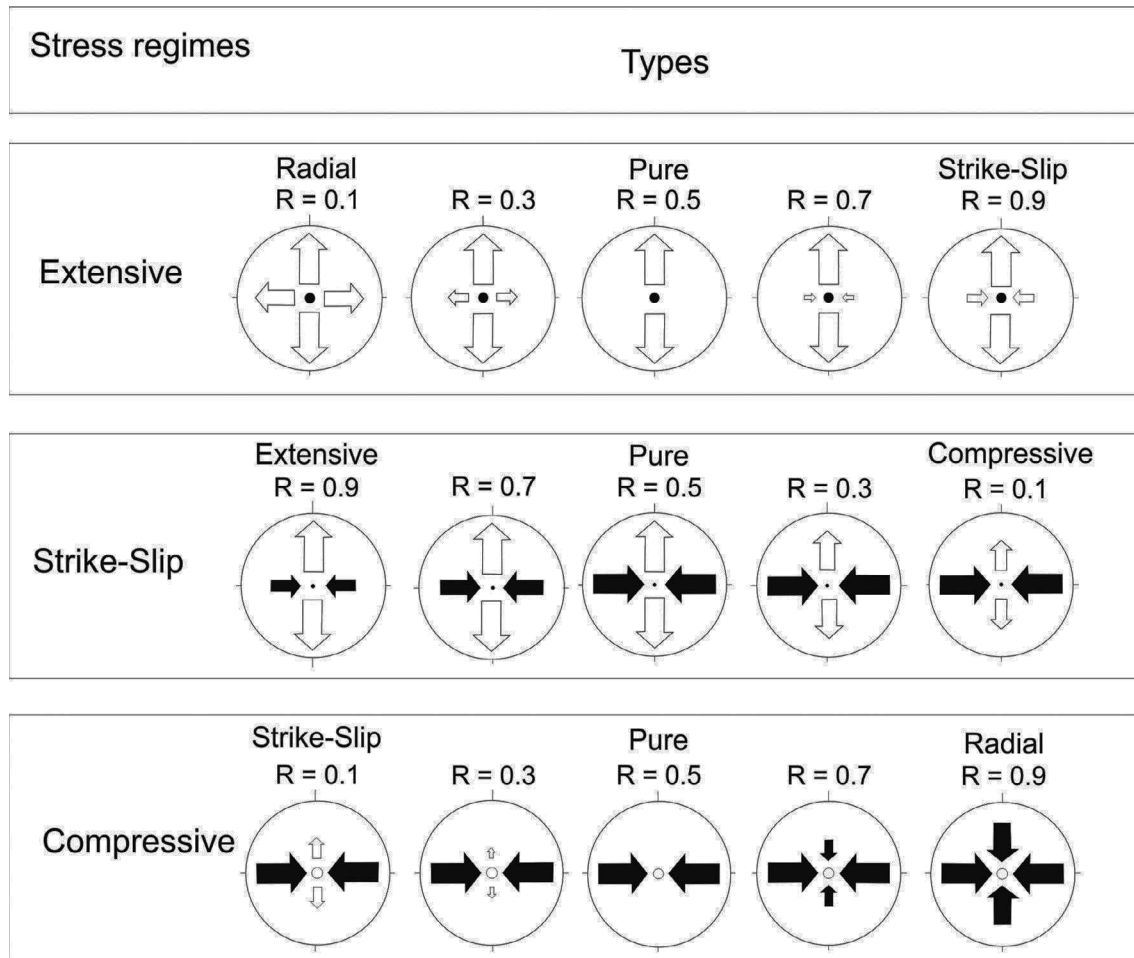 Stress regimes
Types
Radial Pure Strike-Slip
R = 0.1 R = 0.3 R = 0.5 R = 0.7 R = 0.9
Extensive
Extensive Pure Compressive
R = 0.9 R = 0.7 R = 0.5 R = 0.3 R = 0.1
Strike-Slip
Strike-Slip Pure Radial
R = 0.1 R = 0.3 R = 0.5 R = 0.7 R = 0.9
Compressive